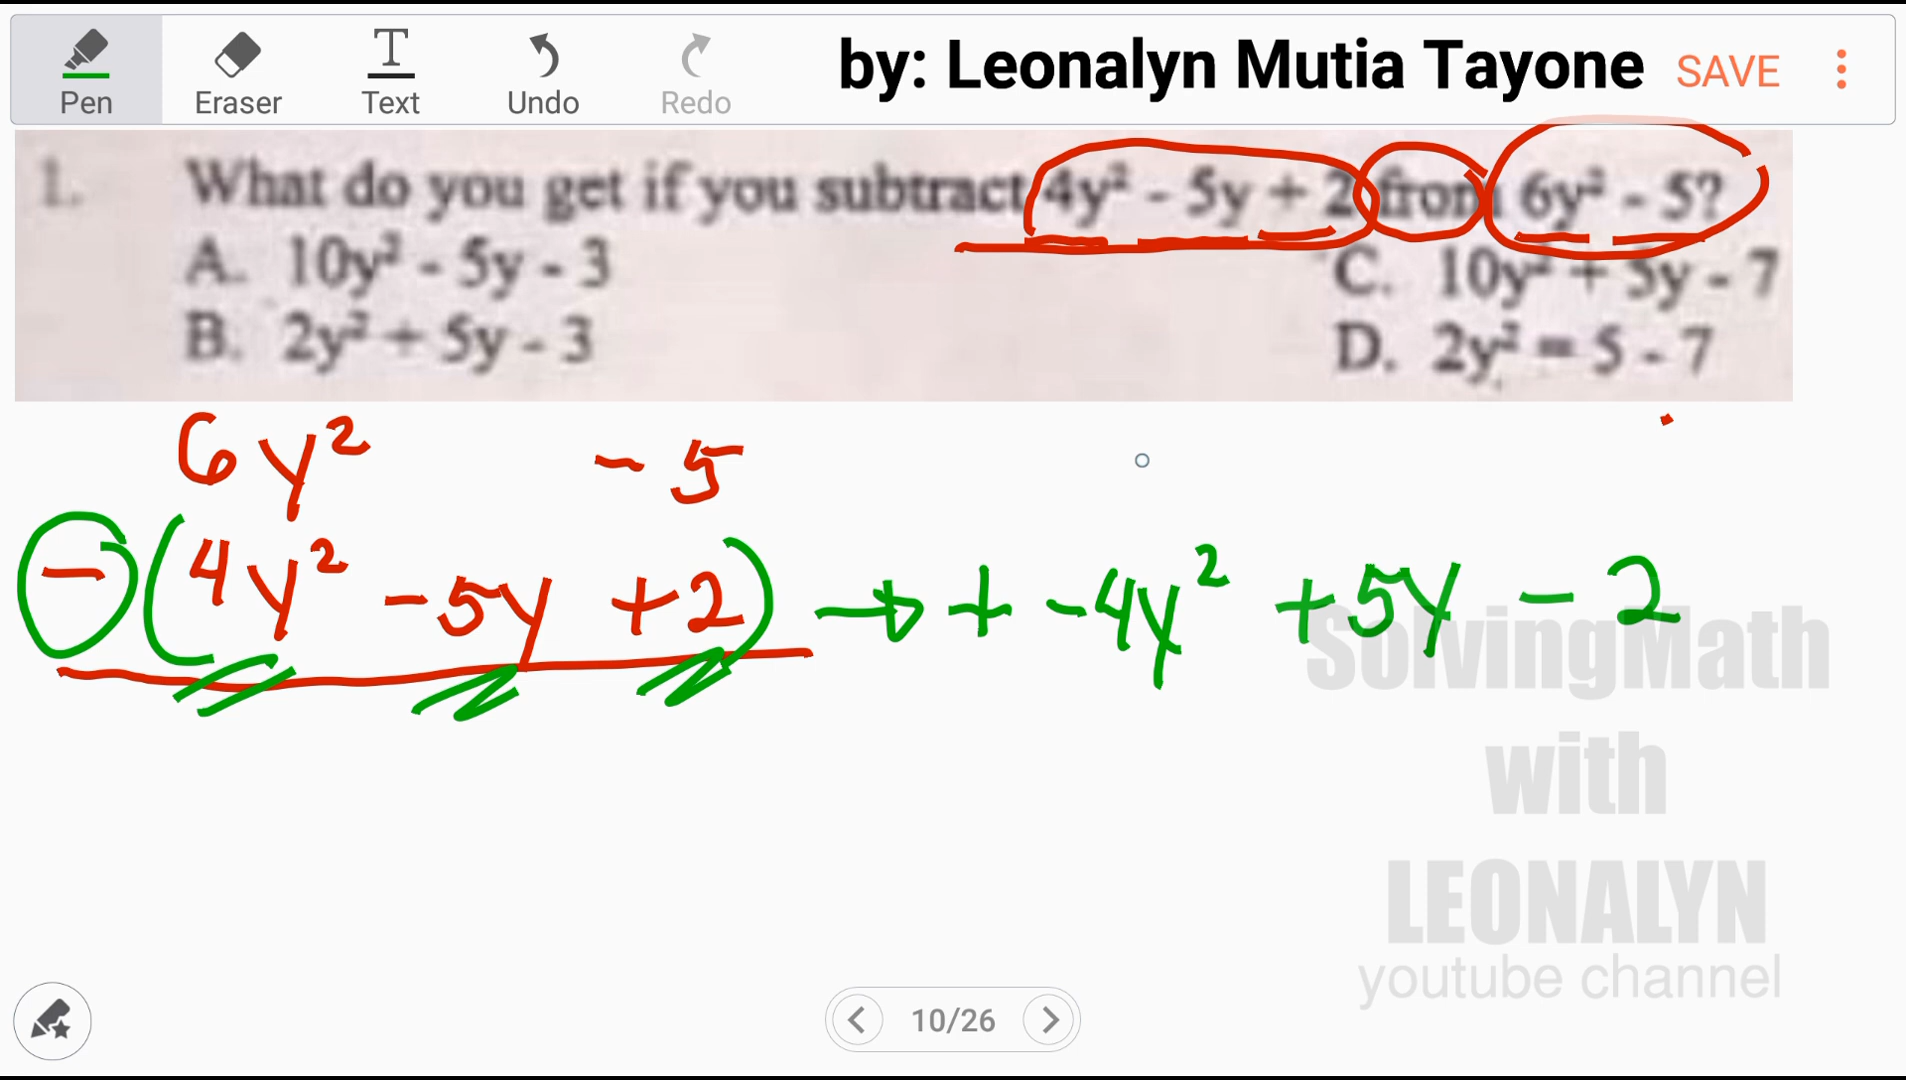 by: Leonalyn Mutia Tayone
SAVE
Pen
Eraser
Text
Undo
Redo
1. What do you get if you subtract 4y² - 5y + 2 from 6y² - 5?
A. 10y² - 5y - 3
B. 2y² + 5y - 3
C. 10y² + 5y - 7
D. 2y² = 5 - 7
6y² - 5
- (4y² - 5y + 2) → + -4y² + 5y - 2
SolvingMath
with
LEONALYN
youtube channel
10/26